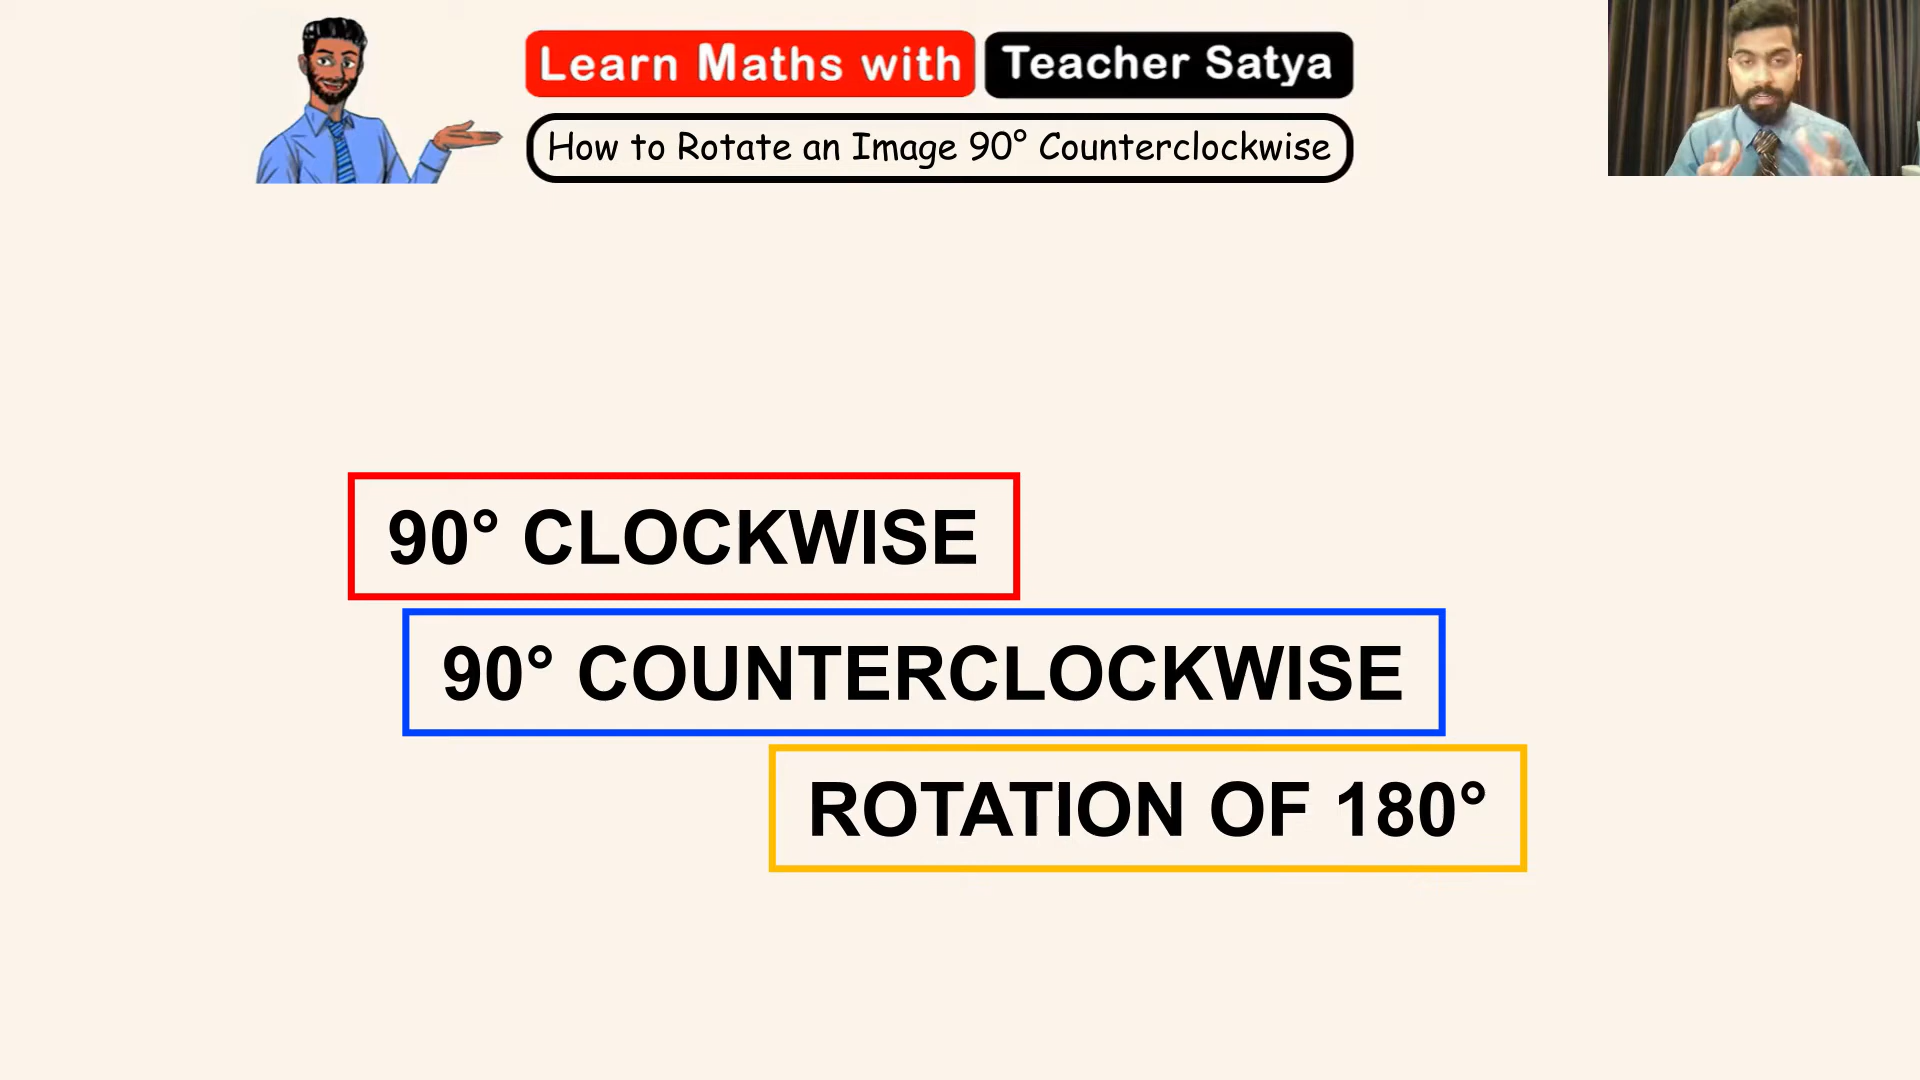 Learn Maths with Teacher Satya
How to Rotate an Image 90° Counterclockwise
90° CLOCKWISE
90° COUNTERCLOCKWISE
ROTATION OF 180°